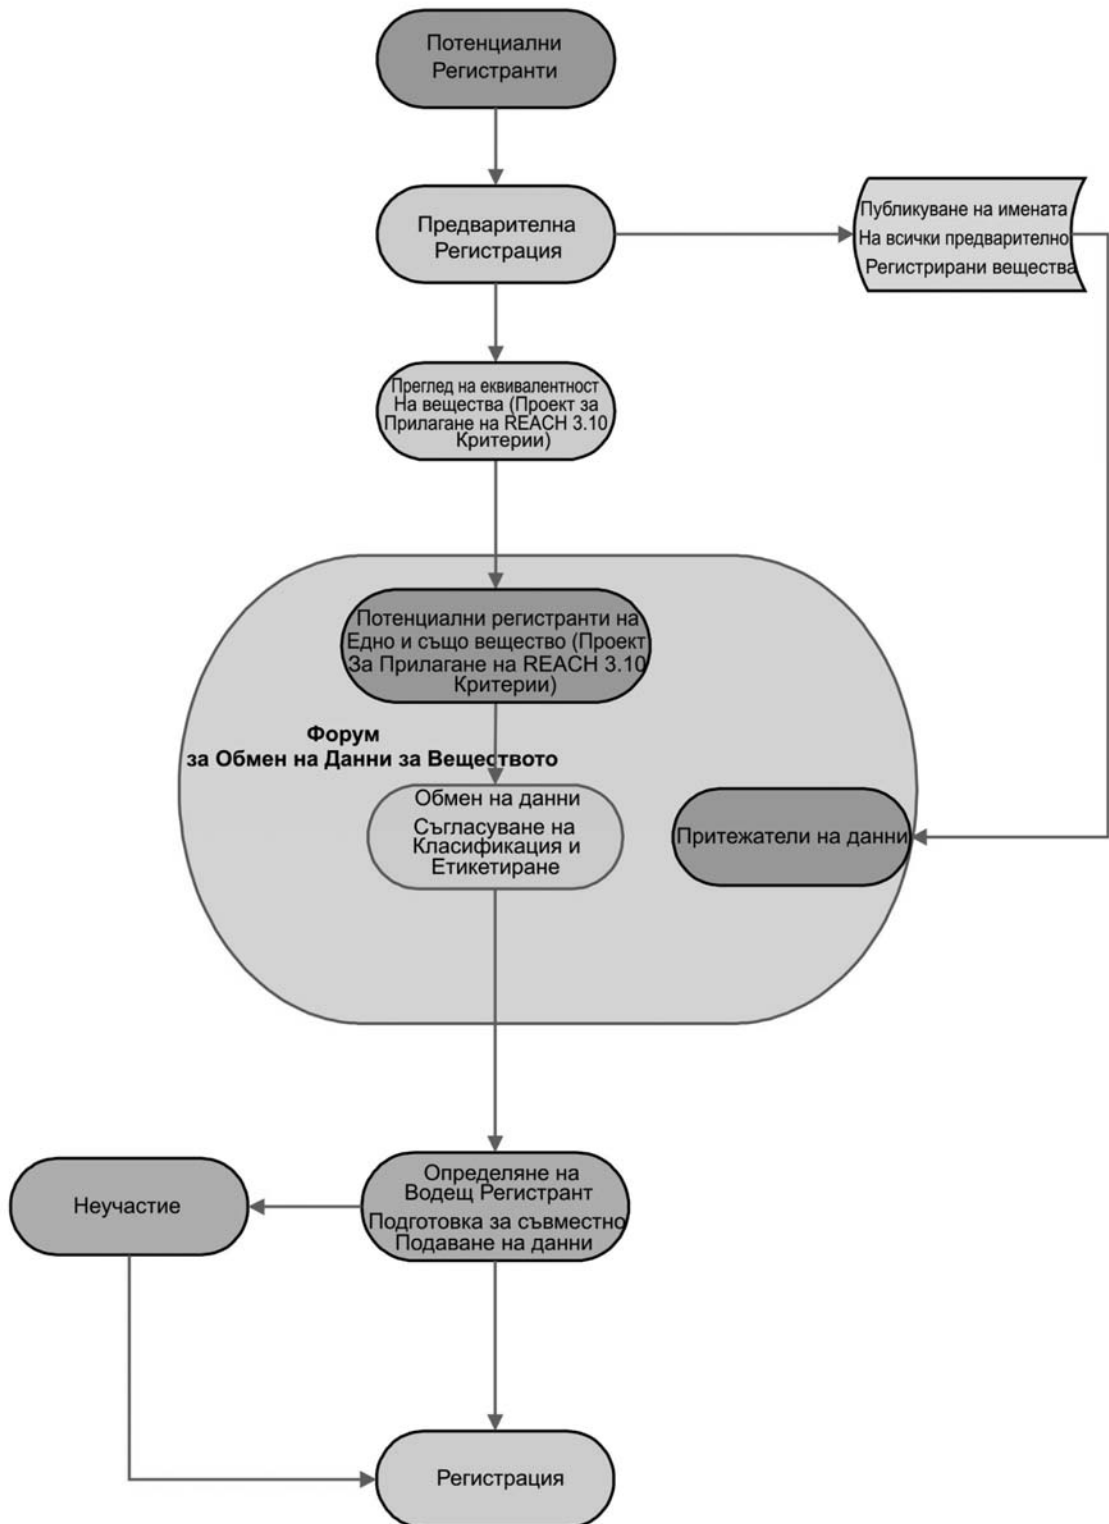 Потенциални
Регистранти
Предварителна
Регистрация
Публикуване на имената
На всички предварително
Регистрирани вещества
Преглед на еквивалентност
На вещества (Проект за
Прилагане на REACH 3.10
Критерии)
Потенциални регистранти на
Едно и също вещество (Проект
За Прилагане на REACH 3.10
Критерии)
Форум
за Обмен на Данни за Веществото
Обмен на данни
Съгласуване на
Класификация и
Етикетиране
Притежатели на данни
Определяне на
Водещ Регистрант
Подготовка за съвместно
Подаване на данни
Неучастие
Регистрация